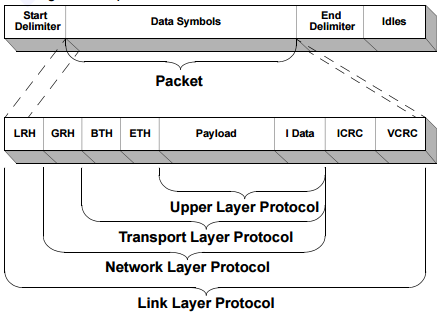 Start Delimiter
Data Symbols
End Delimiter
Idles
Packet
LRH GRH BTH ETH Payload I Data ICRC VCRC
Upper Layer Protocol
Transport Layer Protocol
Network Layer Protocol
Link Layer Protocol